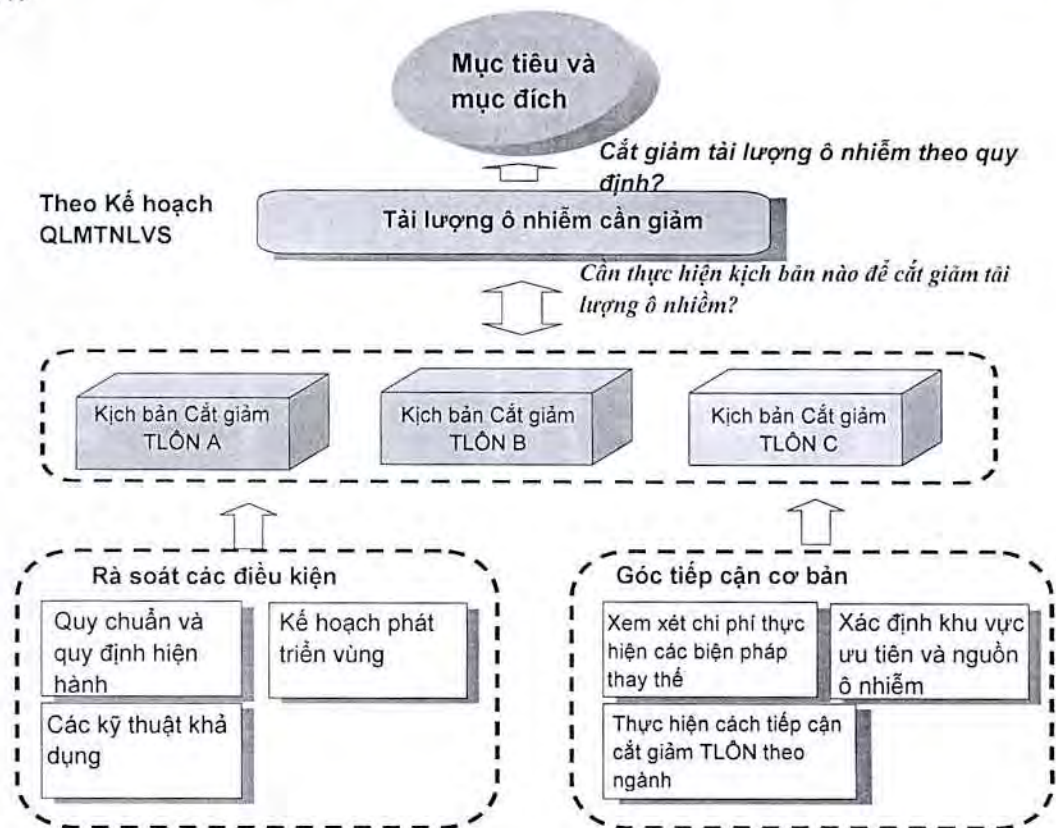 Mục tiêu và
mục đích
Cắt giảm tải lượng ô nhiễm theo quy
định?
Theo Kế hoạch
QLMTNLVS
Tải lượng ô nhiễm cần giảm
Cần thực hiện kịch bản nào để cắt giảm tải
lượng ô nhiễm?
Kịch bản Cắt giảm
TLÔN A
Kịch bản Cắt giảm
TLÔN B
Kịch bản Cắt giảm
TLÔN C
Rà soát các điều kiện
Quy chuẩn và
quy định hiện
hành
Kế hoạch phát
triển vùng
Các kỹ thuật khả
dụng
Góc tiếp cận cơ bản
Xem xét chi phí thực
hiện các biện pháp
thay thế
Xác định khu vực
ưu tiên và nguồn
ô nhiễm
Thực hiện cách tiếp cận
cắt giảm TLÔN theo
ngành